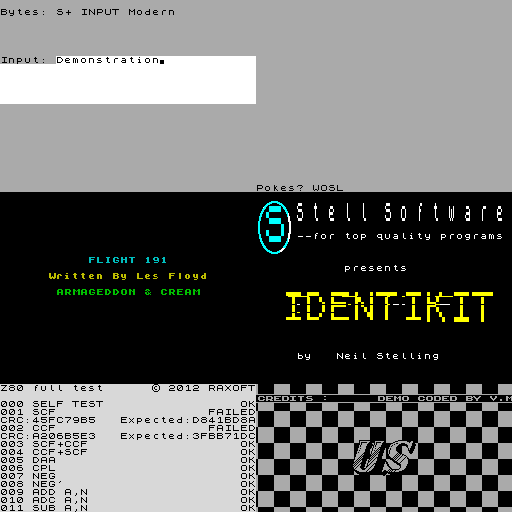 Bytes: S+ INPUT Modern
Input: Demonstration
Pokes? WOSL
FLIGHT 191
Written By Les Floyd
ARMAGEDDON & CREAM
S Stell Software
--for top quality programs
presents
IDENTIKIT
by Neil Stelling
Z80 full test © 2012 RAXOFT
000 SELF TEST OK
001 SCF FAILED
CRC:45FC79B5 Expected:D841BD8A
002 CCF FAILED
CRC:A206B5E3 Expected:3FBB71DC
003 SCF+CCF OK
004 CCF+SCF OK
005 DAA OK
006 CPL OK
007 NEG OK
008 NEG' OK
009 ADD A,N OK
010 ADC A,N OK
011 SUB A,N OK
CREDITS : DEMO CODED BY V.M
US